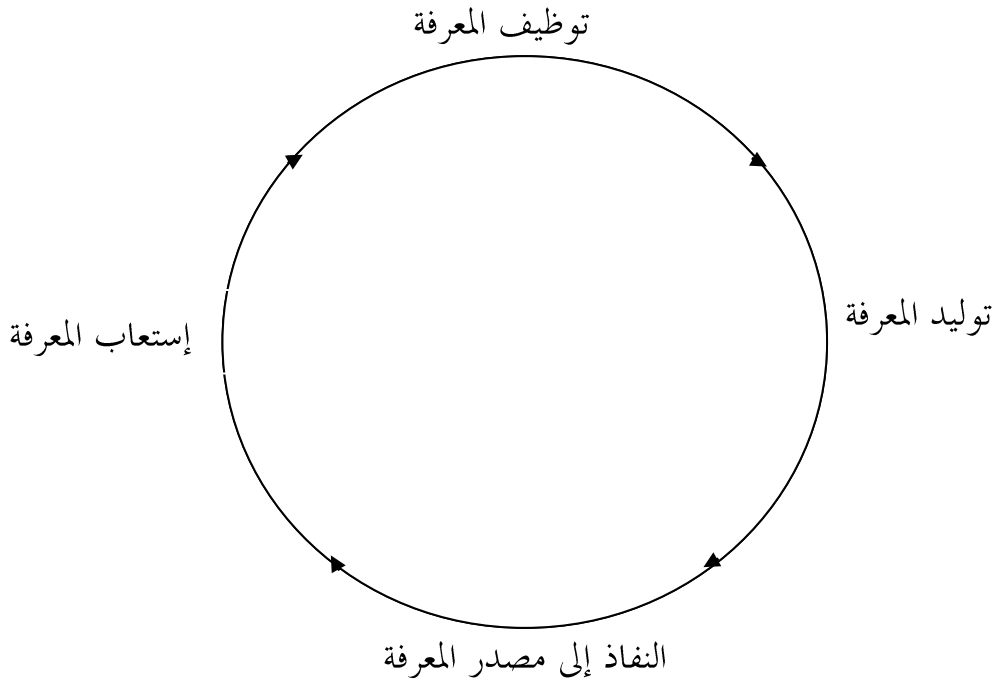 توظيف المعرفة
توليد المعرفة
إستعاب المعرفة
النفاذ إلى مصدر المعرفة